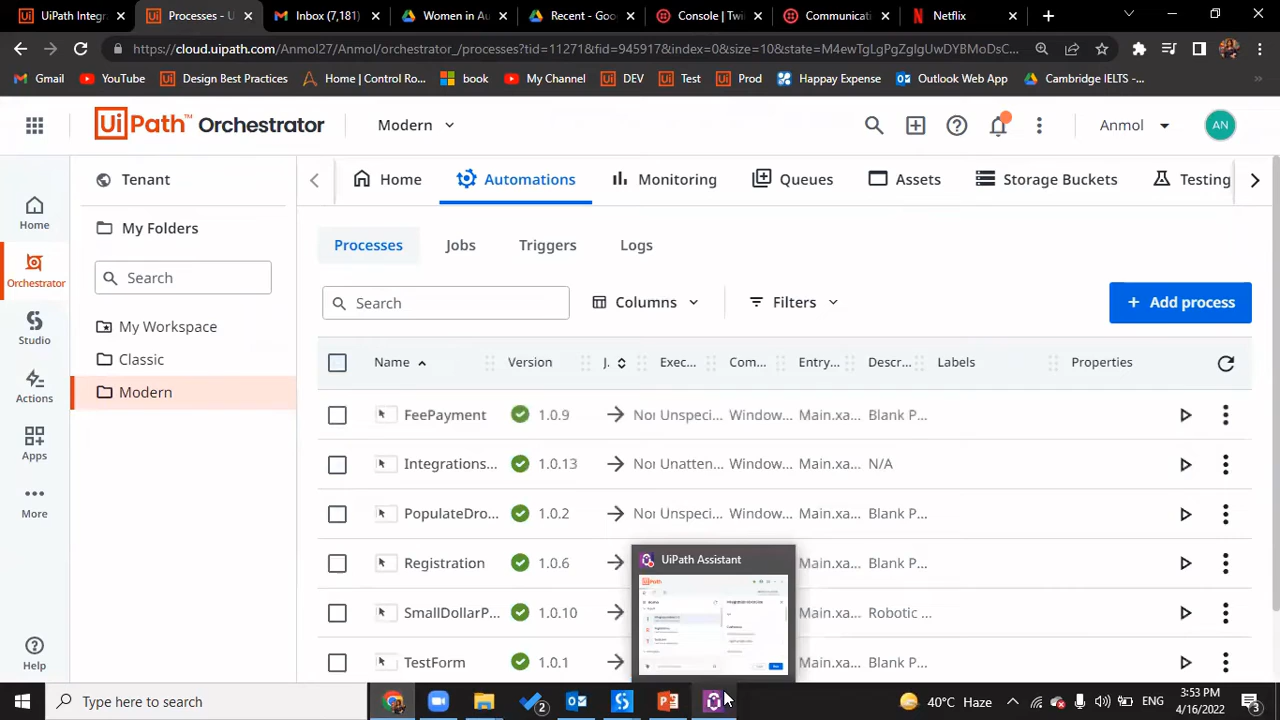 UiPath Integra
Processes - U
Inbox (7,181)
Women in Au
Recent - Goo
Console | Twi
Communicati
Netflix
https://cloud.uipath.com/Anmol27/Anmol/orchestrator_/processes?tid=11271&fid=945917&index=0&size=10&state=M4ewTgLgPgZglgUwDYBMoDsC...
Gmail
YouTube
Design Best Practices
Home | Control Ro...
book
My Channel
DEV
Test
Prod
Happay Expense
Outlook Web App
Cambridge-IELTS -...
UiPath™ Orchestrator
Modern
Anmol
AN
Tenant
Home
Automations
Monitoring
Queues
Assets
Storage Buckets
Testing
My Folders
Home
Processes
Jobs
Triggers
Logs
Orchestrator
Search
Search
Columns
Filters
+ Add process
My Workspace
Studio
Classic
Name
Version
J.
Exec...
Com...
Entry...
Descr...
Labels
Properties
Modern
Actions
FeePayment
1.0.9
Nor
Unspeci...
Window...
Main.xa...
Blank P...
Apps
Integrations...
1.0.13
Nor
Unatten...
Window...
Main.xa...
N/A
More
PopulateDro...
1.0.2
Nor
Unspeci...
Window...
Main.xa...
Blank P...
Registration
1.0.6
UiPath Assistant
Main.xa...
Blank P...
SmallDollarP...
1.0.10
Main.xa...
Robotic ...
Help
TestForm
1.0.1
Main.xa...
Blank P...
Type here to search
2
40°C Haze
ENG
3:53 PM
4/16/2022
3